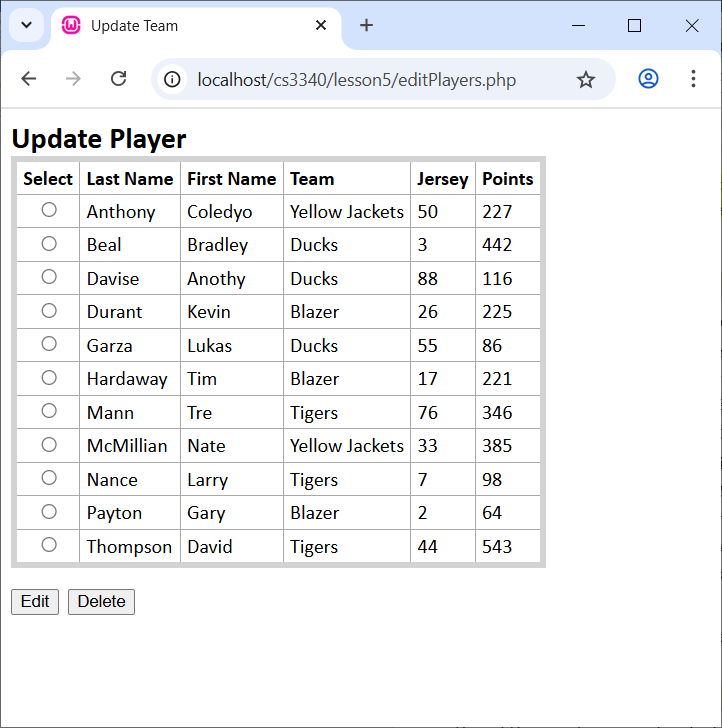 Update Team
localhost/cs3340/lesson5/editPlayers.php
Update Player
Select Last Name First Name Team Jersey Points
Anthony Coledyo Yellow Jackets 50 227
Beal Bradley Ducks 3 442
Davise Anothy Ducks 88 116
Durant Kevin Blazer 26 225
Garza Lukas Ducks 55 86
Hardaway Tim Blazer 17 221
Mann Tre Tigers 76 346
McMillian Nate Yellow Jackets 33 385
Nance Larry Tigers 7 98
Payton Gary Blazer 2 64
Thompson David Tigers 44 543
Edit Delete